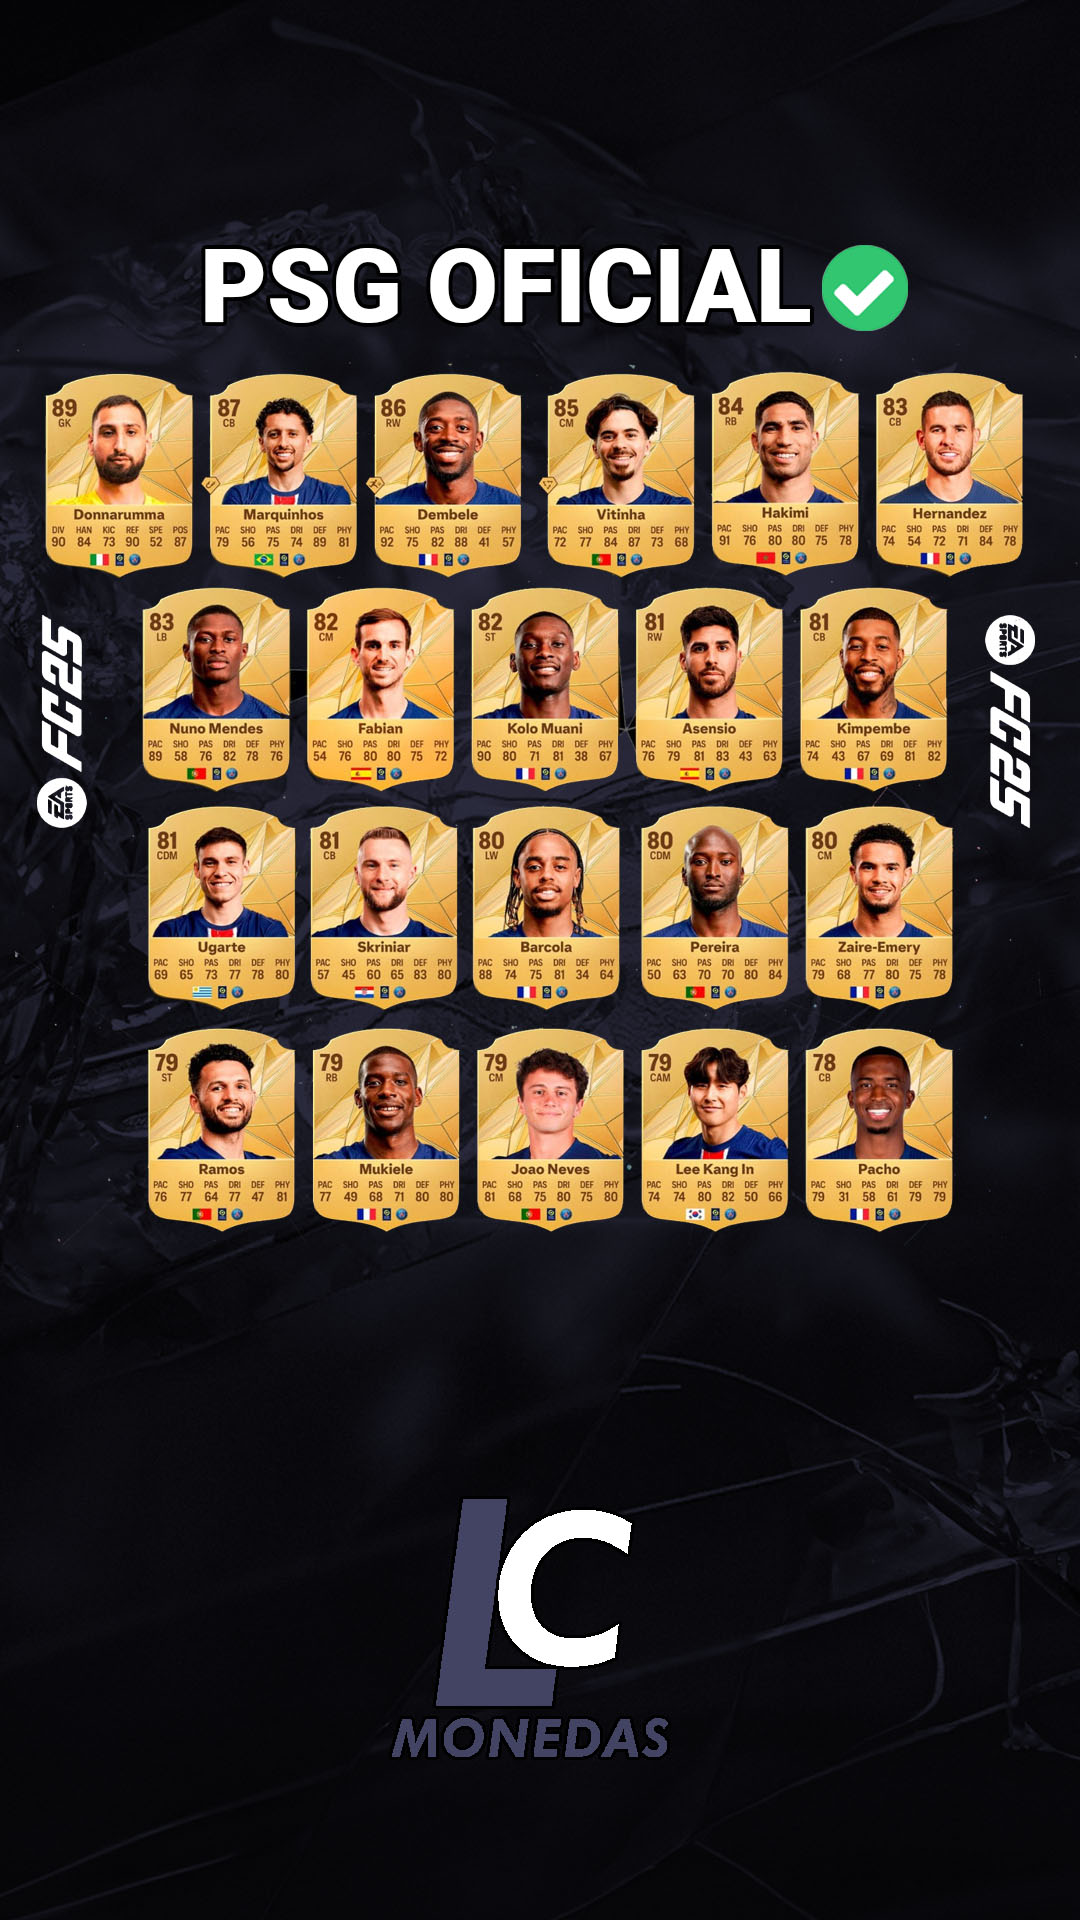 PSG OFICIAL
89 87 86 85 84 83
GK CB RW CM RB CB
Donnarumma Marquinhos Dembele Vitinha Hakimi Hernandez
DIV HAN KIC REF SPE POS PAC SHO PAS DRI DEF PHY PAC SHO PAS DRI DEF PHY PAC SHO PAS DRI DEF PHY PAC SHO PAS DRI DEF PHY PAC SHO PAS DRI DEF PHY
90 84 73 90 52 87 79 56 75 74 89 81 92 75 82 88 41 57 72 77 84 87 73 68 91 76 80 80 75 78 74 54 72 71 84 78
83 82 82 81 81
LB CM ST RW CB
Nuno Mendes Fabian Kolo Muani Asensio Kimpembe
PAC SHO PAS DRI DEF PHY PAC SHO PAS DRI DEF PHY PAC SHO PAS DRI DEF PHY PAC SHO PAS DRI DEF PHY PAC SHO PAS DRI DEF PHY
89 58 76 82 78 76 54 76 80 80 75 72 90 80 71 81 38 67 76 79 81 83 43 63 74 43 67 69 81 82
EA SPORTS FC25
EA SPORTS FC25
81 81 80 80 80
CDM CB LW CDM CM
Ugarte Skriniar Barcola Pereira Zaire-Emery
PAC SHO PAS DRI DEF PHY PAC SHO PAS DRI DEF PHY PAC SHO PAS DRI DEF PHY PAC SHO PAS DRI DEF PHY PAC SHO PAS DRI DEF PHY
69 65 73 77 78 80 57 45 60 65 83 80 88 74 75 81 34 64 50 63 70 70 80 84 79 68 77 80 75 78
79 79 79 79 78
ST RB CM CAM CB
Ramos Mukiele Joao Neves Lee Kang In Pacho
PAC SHO PAS DRI DEF PHY PAC SHO PAS DRI DEF PHY PAC SHO PAS DRI DEF PHY PAC SHO PAS DRI DEF PHY PAC SHO PAS DRI DEF PHY
76 77 64 77 47 81 77 49 68 71 80 80 81 68 75 80 75 80 74 74 80 82 50 66 79 31 58 61 79 79
LC
MONEDAS